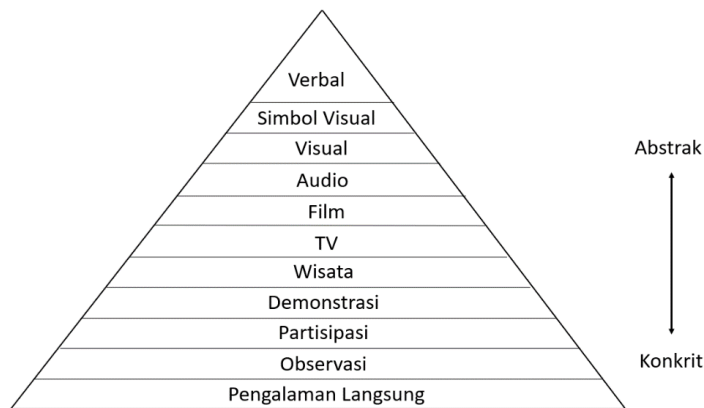 Verbal
Simbol Visual
Visual
Audio
Film
TV
Wisata
Demonstrasi
Partisipasi
Observasi
Pengalaman Langsung
Abstrak
Konkrit